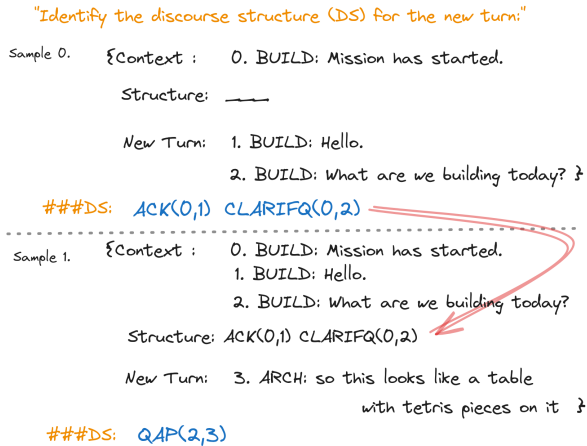 "Identify the discourse structure (DS) for the new turn:"
Sample 0. {Context : 0. BUILD: Mission has started.
Structure: ___
New Turn: 1. BUILD: Hello.
2. BUILD: What are we building today? }
###DS: ACK(0,1) CLARIFQ(0,2)
Sample 1. {Context : 0. BUILD: Mission has started.
1. BUILD: Hello.
2. BUILD: What are we building today?
Structure: ACK(0,1) CLARIFQ(0,2)
New Turn: 3. ARCH: so this looks like a table
with tetris pieces on it }
###DS: QAP(2,3)